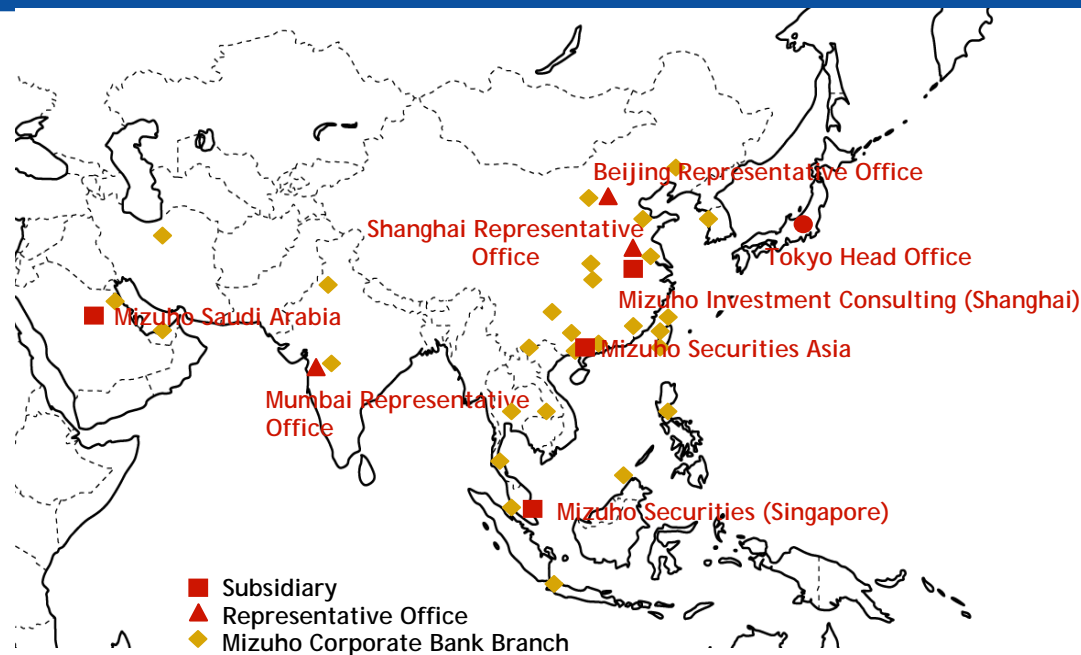 Beijing Representative Office
Shanghai Representative
Office
Tokyo Head Office
Mizuho Investment Consulting (Shanghai)
Mizuho Saudi Arabia
Mizuho Securities Asia
Mumbai Representative
Office
Mizuho Securities (Singapore)
Subsidiary
Representative Office
Mizuho Corporate Bank Branch